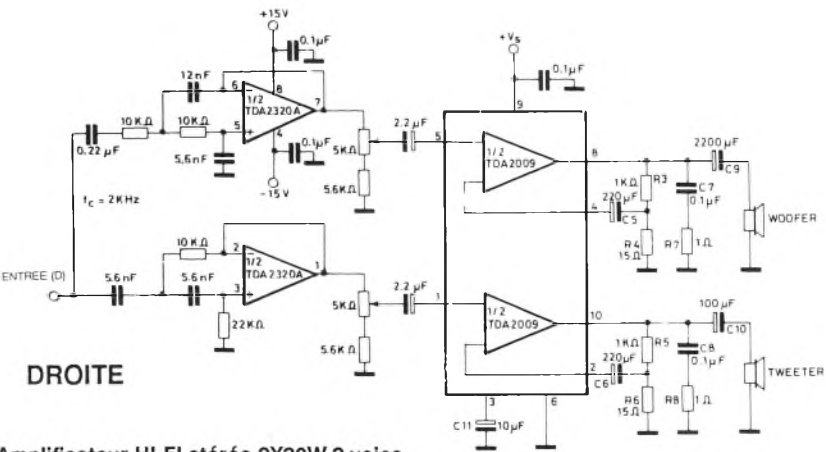 +15V
0.1µF
+Vs
0.1µF
12nF
6
8
7
1/2
TDA2320A
2.2µF
9
10KΩ
10KΩ
5
4
5KΩ
5
1/2
TDA2009
8
2200µF
C9
0.22µF
0.1µF
5.6nF
5.6KΩ
220µF
4
C5
1KΩ
R3
C7
0.1µF
WOOFER
-15V
fc = 2KHz
R4
15Ω
R7
1Ω
10KΩ
2
1/2
TDA2320A
1
2.2µF
ENTREE (D)
5.6nF
5.6nF
3
5KΩ
1
1/2
TDA2009
10
100µF
C10
22KΩ
5.6KΩ
220µF
2
C6
1KΩ
R5
C8
0.1µF
TWEETER
DROITE
3
6
R6
15Ω
R8
1Ω
C11
10µF